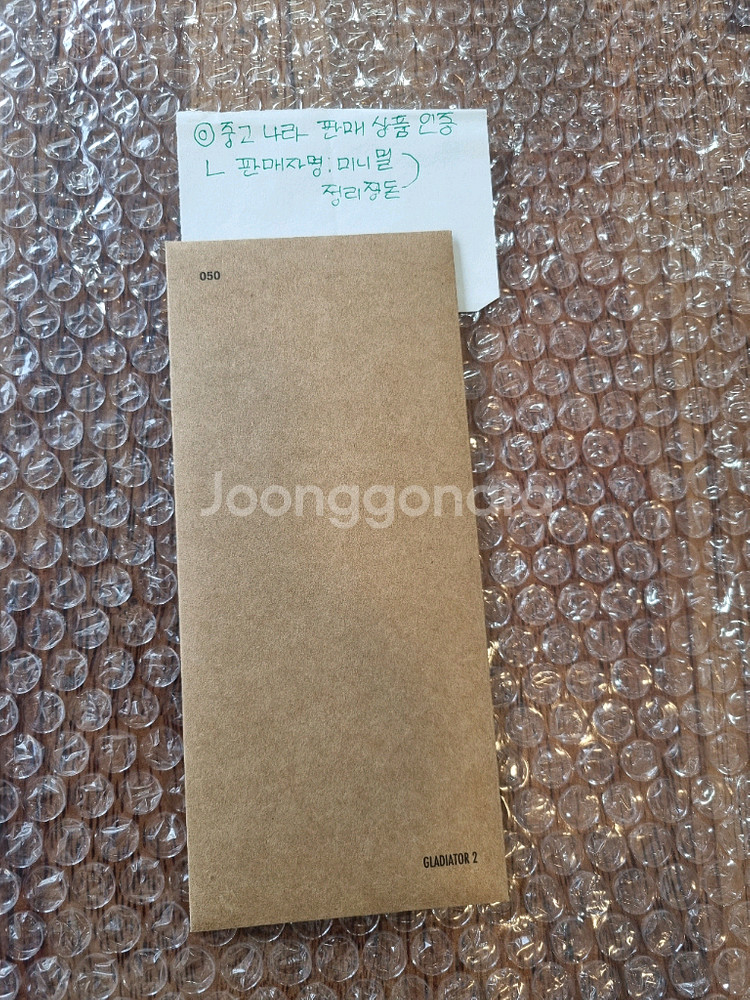 ◎ 중고나라 판매 상품 인증
ㄴ 판매자명: 미니멀
정리정돈
050
Joonggonara
GLADIATOR 2